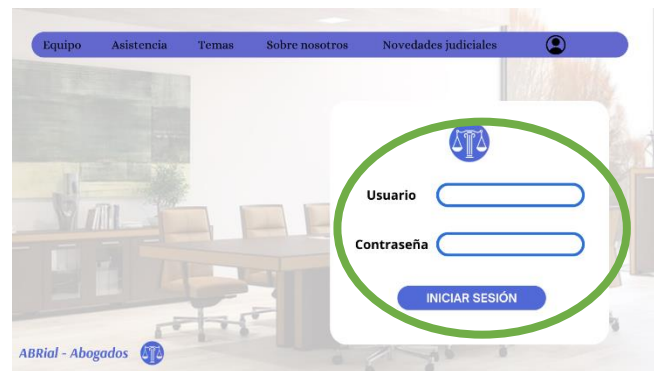 Equipo Asistencia Temas Sobre nosotros Novedades judiciales
Usuario
Contraseña
INICIAR SESIÓN
ABRial - Abogados